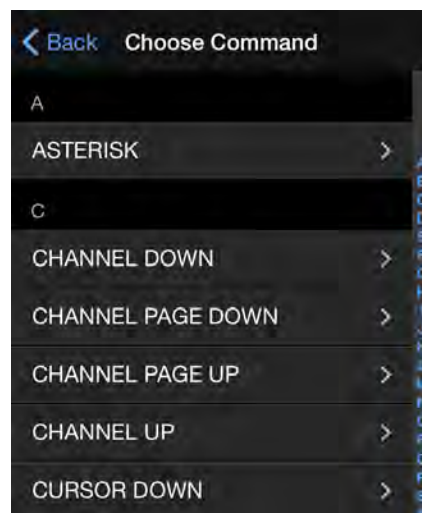 Back Choose Command
A
ASTERISK
C
CHANNEL DOWN
CHANNEL PAGE DOWN
CHANNEL PAGE UP
CHANNEL UP
CURSOR DOWN